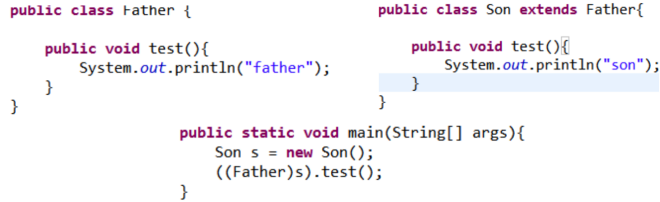 public class Father {
public void test(){
System.out.println("father");
}
}
public class Son extends Father{
public void test(){
System.out.println("son");
}
}
public static void main(String[] args){
Son s = new Son();
((Father)s).test();
}